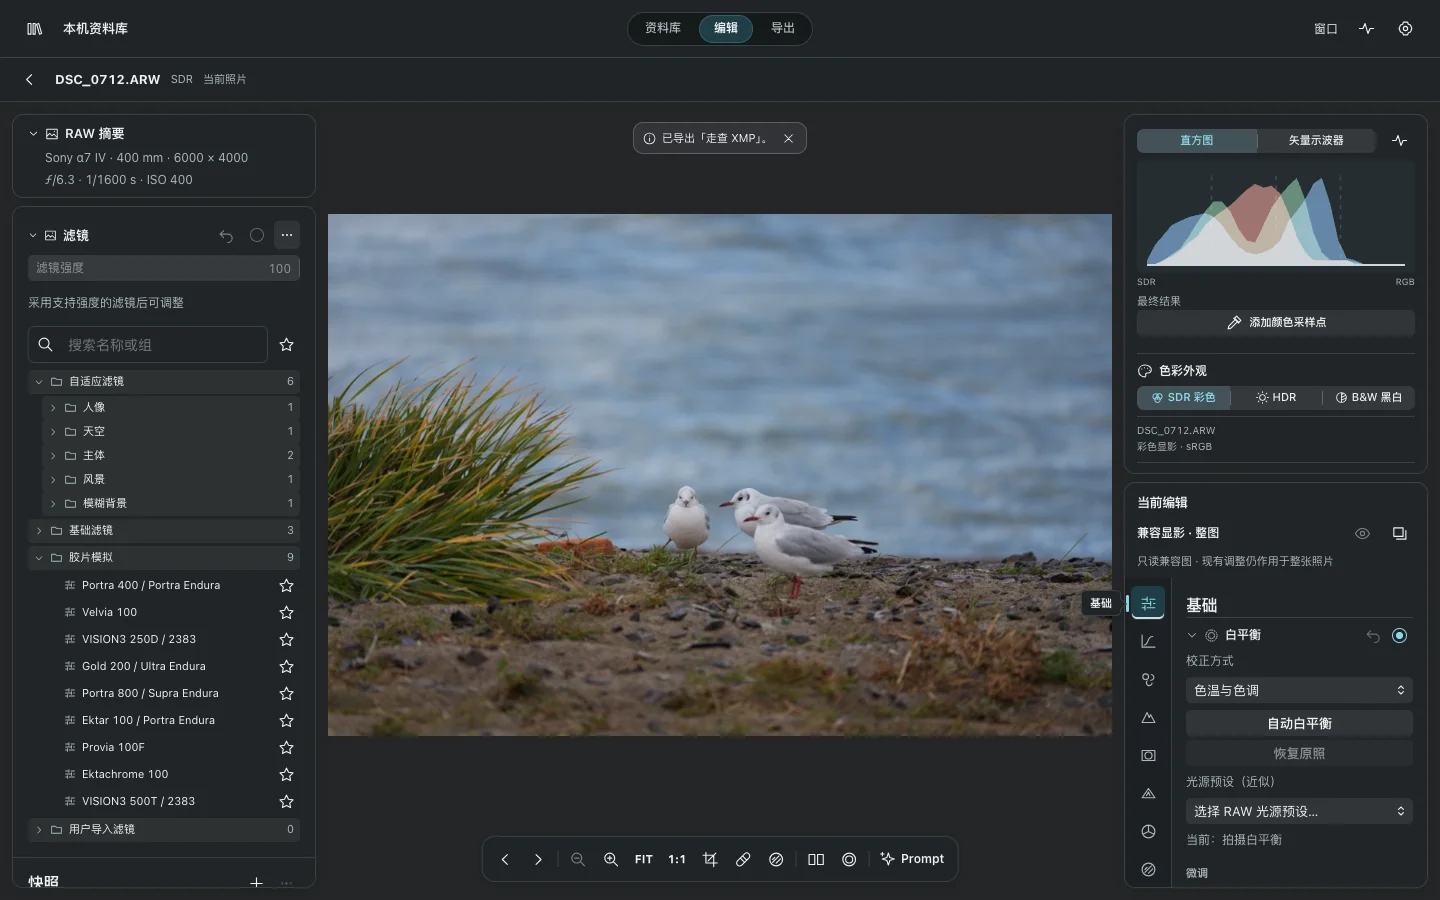 本机资料库
资料库 编辑 导出
窗口
DSC_0712.ARW SDR 当前照片
RAW 摘要
Sony α7 IV · 400 mm · 6000 × 4000
ƒ/6.3 · 1/1600 s · ISO 400
滤镜
滤镜强度 100
采用支持强度的滤镜后可调整
搜索名称或组
自适应滤镜 6
人像 1
天空 1
主体 2
风景 1
模糊背景 1
基础滤镜 3
胶片模拟 9
Portra 400 / Portra Endura
Velvia 100
VISION3 250D / 2383
Gold 200 / Ultra Endura
Portra 800 / Supra Endura
Ektar 100 / Portra Endura
Provia 100F
Ektachrome 100
VISION3 500T / 2383
用户导入滤镜 0
快照
已导出「走查 XMP」。
FIT 1:1 Prompt
直方图 矢量示波器
SDR RGB
最终结果
添加颜色采样点
色彩外观
SDR 彩色 HDR B&W 黑白
DSC_0712.ARW
彩色显影 · sRGB
当前编辑
兼容显影 · 整图
只读兼容图 · 现有调整仍作用于整张照片
基础
基础
白平衡
校正方式
色温与色调
自动白平衡
恢复原照
光源预设（近似）
选择 RAW 光源预设...
当前：拍摄白平衡
微调